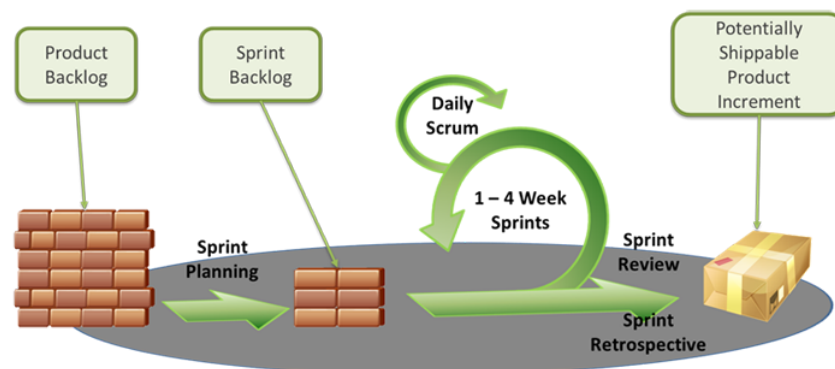 Product
Backlog
Sprint
Backlog
Potentially
Shippable
Product
Increment
Daily
Scrum
1 – 4 Week
Sprints
Sprint
Planning
Sprint
Review
Sprint
Retrospective